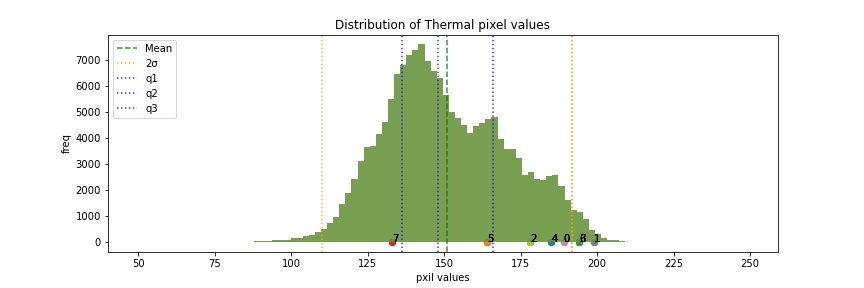 Distribution of Thermal pixel values
Mean
2σ
q1
q2
q3
freq
7000
6000
5000
4000
3000
2000
1000
0
7 5 2 4 0 1
50 75 100 125 150 175 200 225 250
pxil values